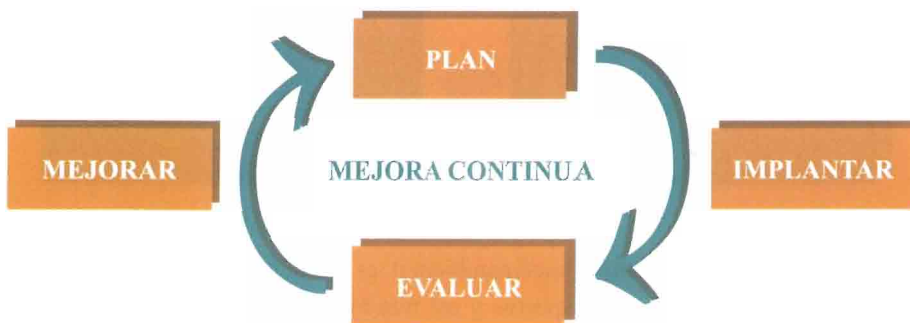 PLAN
MEJORAR
MEJORA CONTINUA
IMPLANTAR
EVALUAR